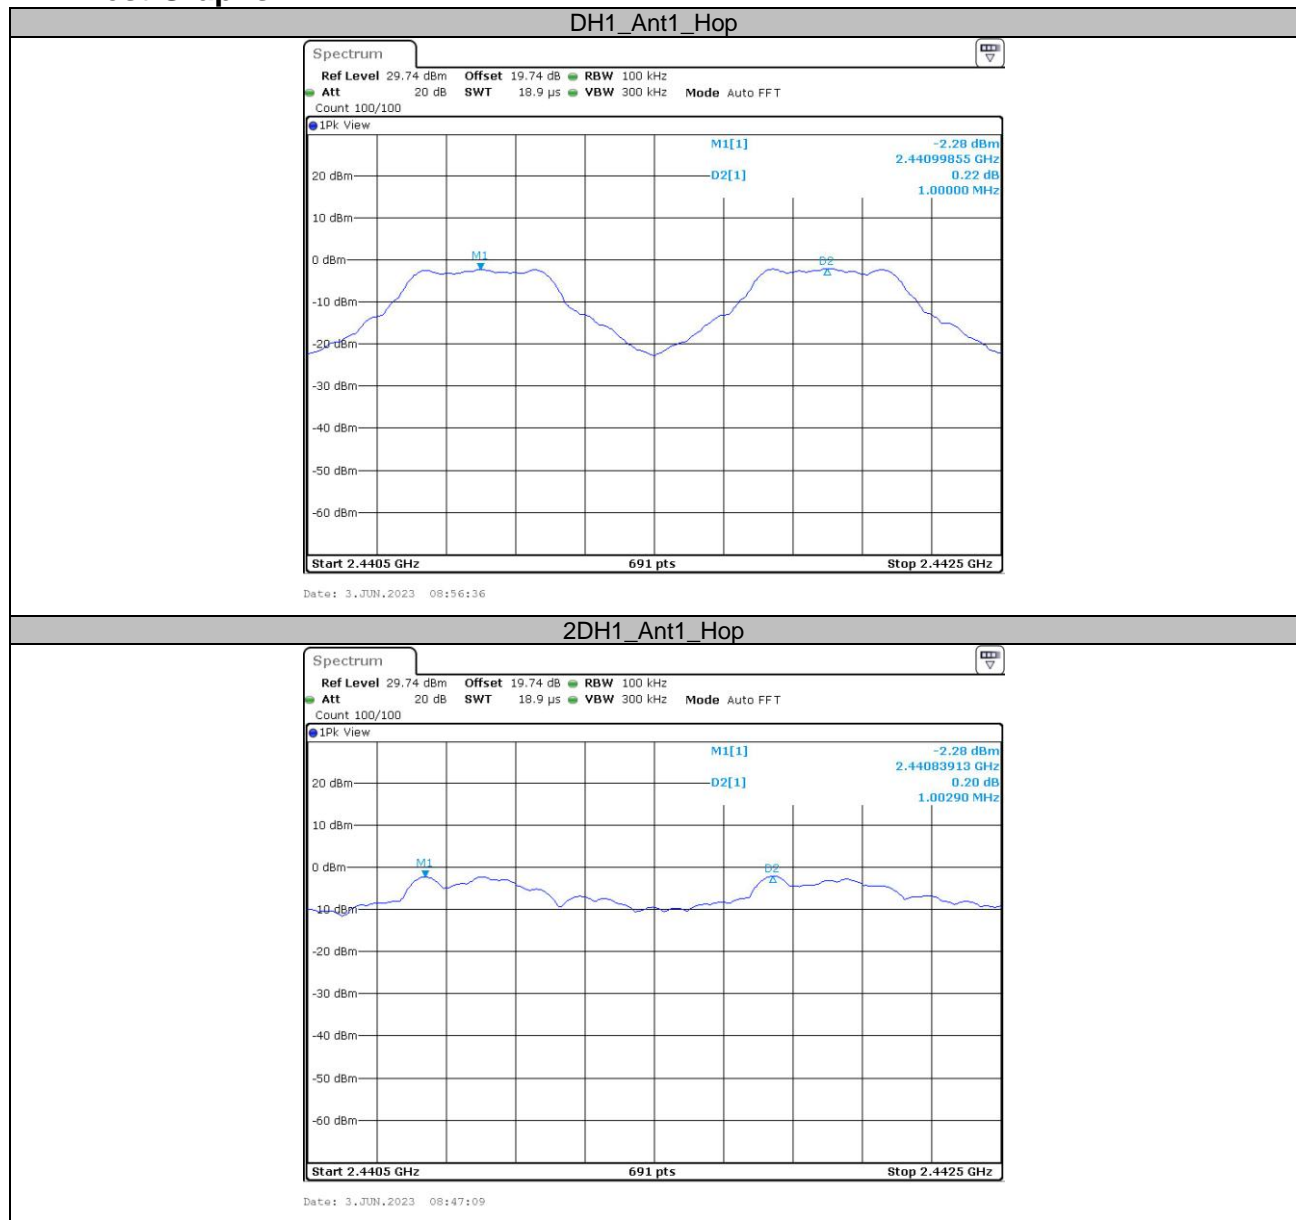 DH1_Ant1_Hop
Spectrum
Ref Level 29.74 dBm Offset 19.74 dB RBW 100 kHz
Att 20 dB SWT 18.9 µs VBW 300 kHz Mode Auto FFT
Count 100/100
1Pk View
M1[1] -2.28 dBm
2.44099855 GHz
20 dBm D2[1] 0.22 dB
1.00000 MHz
10 dBm
M1
0 dBm D2
-10 dBm
-20 dBm
-30 dBm
-40 dBm
-50 dBm
-60 dBm
Start 2.4405 GHz 691 pts Stop 2.4425 GHz
Date: 3.JUN.2023 08:56:36
2DH1_Ant1_Hop
Spectrum
Ref Level 29.74 dBm Offset 19.74 dB RBW 100 kHz
Att 20 dB SWT 18.9 µs VBW 300 kHz Mode Auto FFT
Count 100/100
1Pk View
M1[1] -2.28 dBm
2.44083913 GHz
20 dBm D2[1] 0.20 dB
1.00290 MHz
10 dBm
M1
0 dBm D2
-10 dBm
-20 dBm
-30 dBm
-40 dBm
-50 dBm
-60 dBm
Start 2.4405 GHz 691 pts Stop 2.4425 GHz
Date: 3.JUN.2023 08:47:09